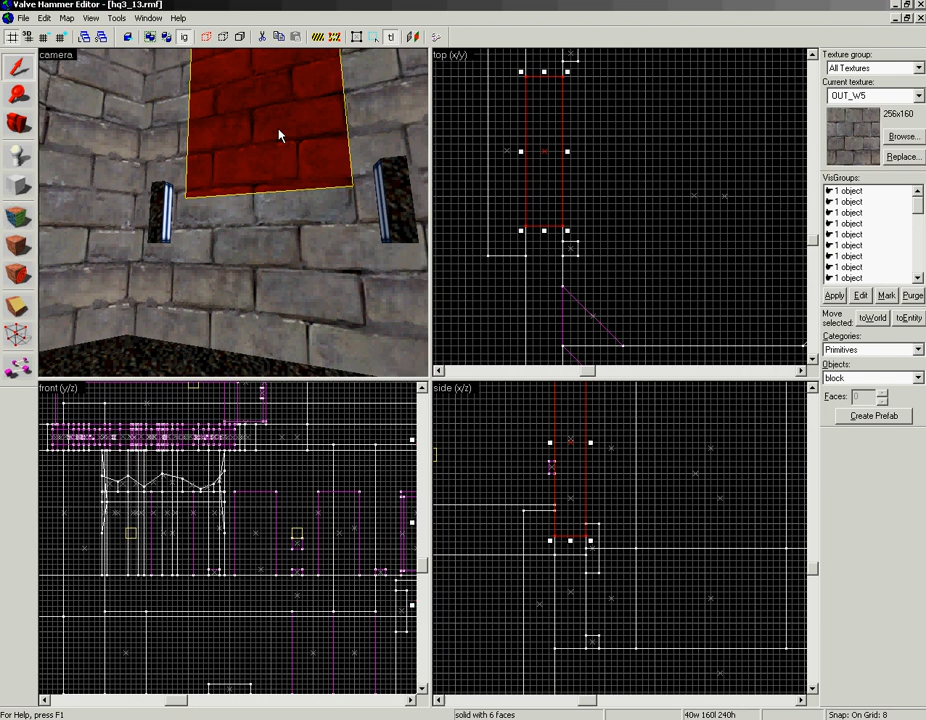 Valve Hammer Editor - [hq3_13.rmf]
File Edit Map View Tools Window Help
3D ig tl
camera
top (x/y)
front (y/z)
side (x/z)
Texture group:
All Textures
Current texture:
OUT_W5
256x160
Browse...
Replace...
VisGroups:
1 object
1 object
1 object
1 object
1 object
1 object
1 object
1 object
1 object
Apply Edit Mark Purge
Move
selected: toWorld toEntity
Categories:
Primitives
Objects:
block
Faces: 0
Create Prefab
For Help, press F1 solid with 6 faces 40w 160l 240h Snap: On Grid: 8